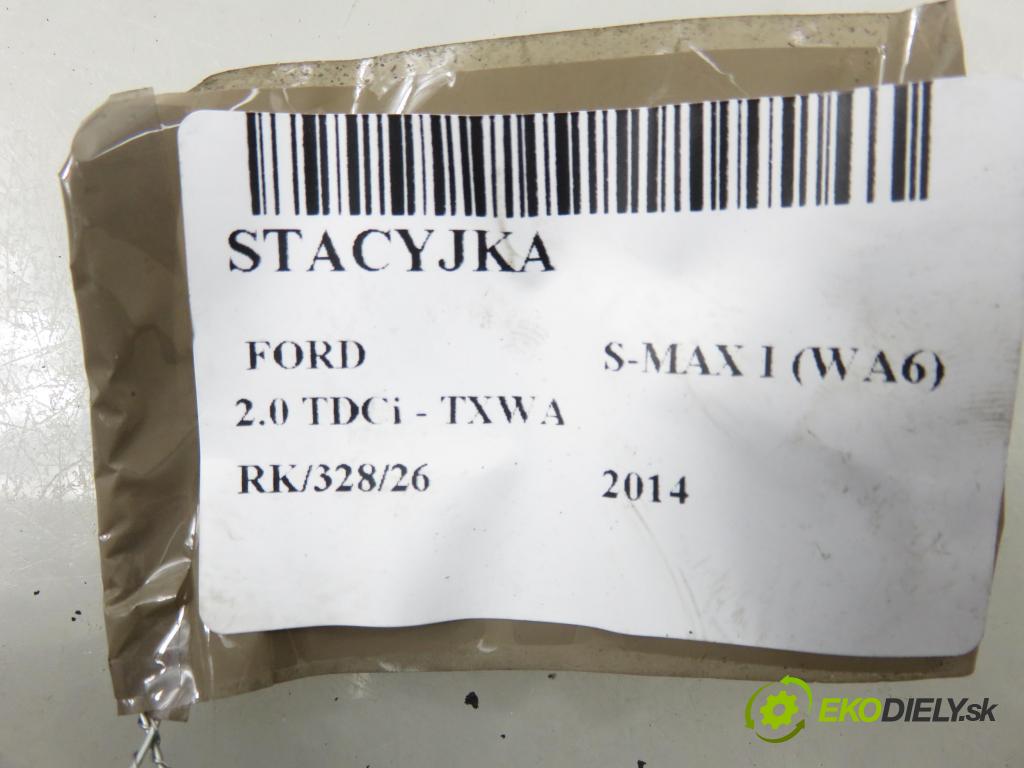 STACYJKA
FORD S-MAX I (WA6)
2.0 TDCi - TXWA
RK/328/26 2014
EKODIELY.sk